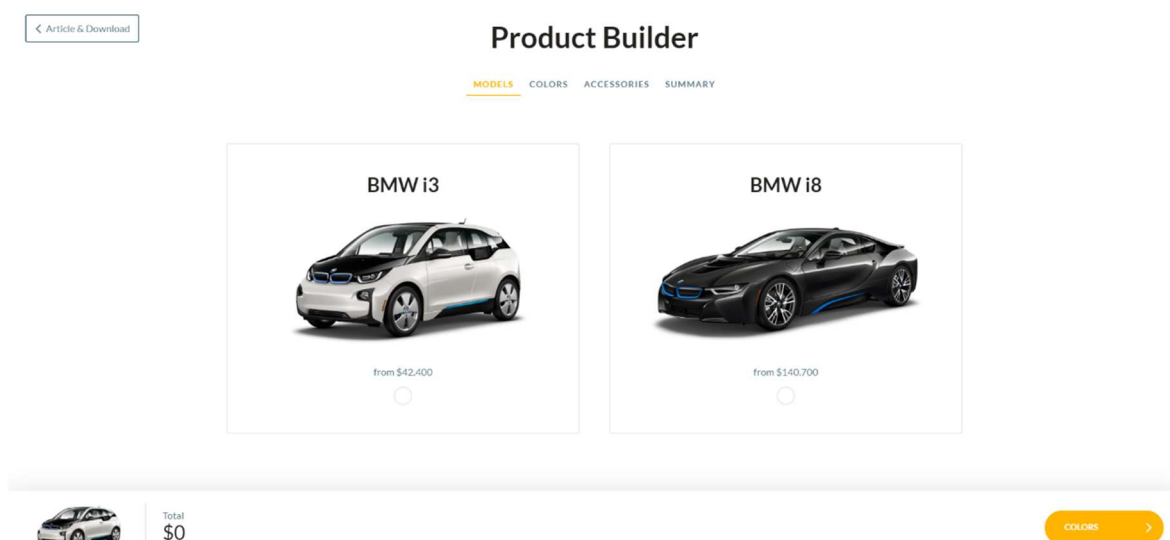 Article & Download
Product Builder
MODELS COLORS ACCESSORIES SUMMARY
BMW i3
BMW i8
from $42,400
from $140,700
Total
$0
COLORS